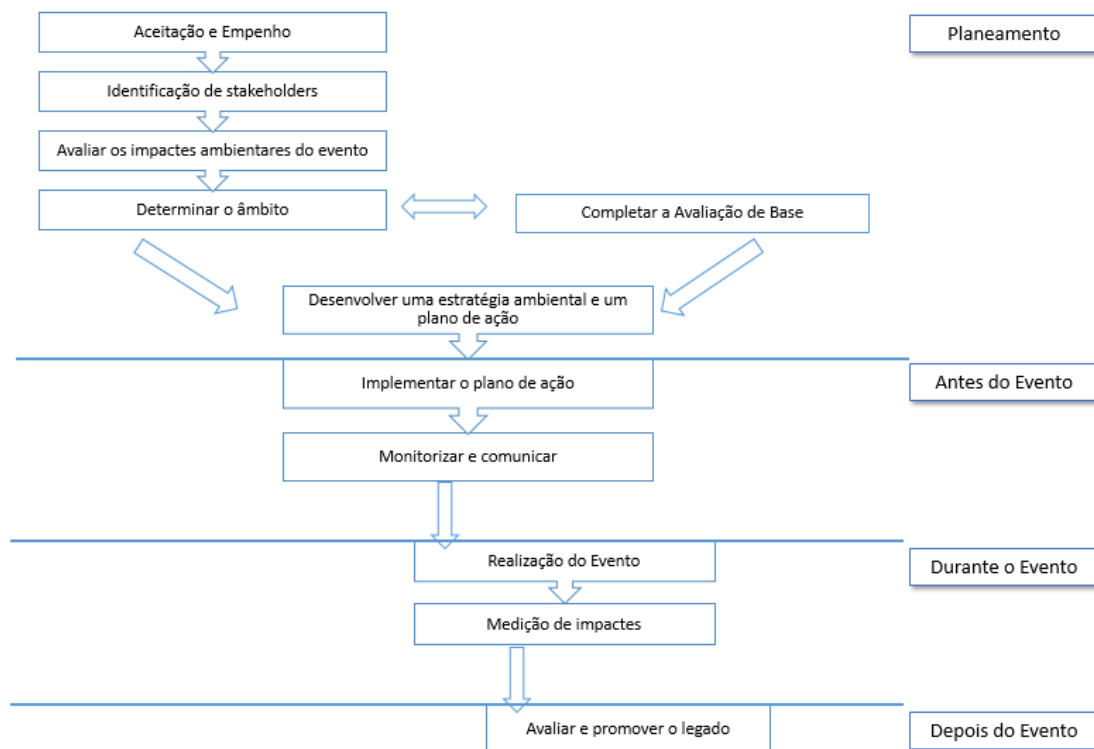 Aceitação e Empenho
Planeamento
Identificação de stakeholders
Avaliar os impactes ambientares do evento
Determinar o âmbito
Completar a Avaliação de Base
Desenvolver uma estratégia ambiental e um
plano de ação
Implementar o plano de ação
Antes do Evento
Monitorizar e comunicar
Realização do Evento
Durante o Evento
Medição de impactes
Avaliar e promover o legado
Depois do Evento